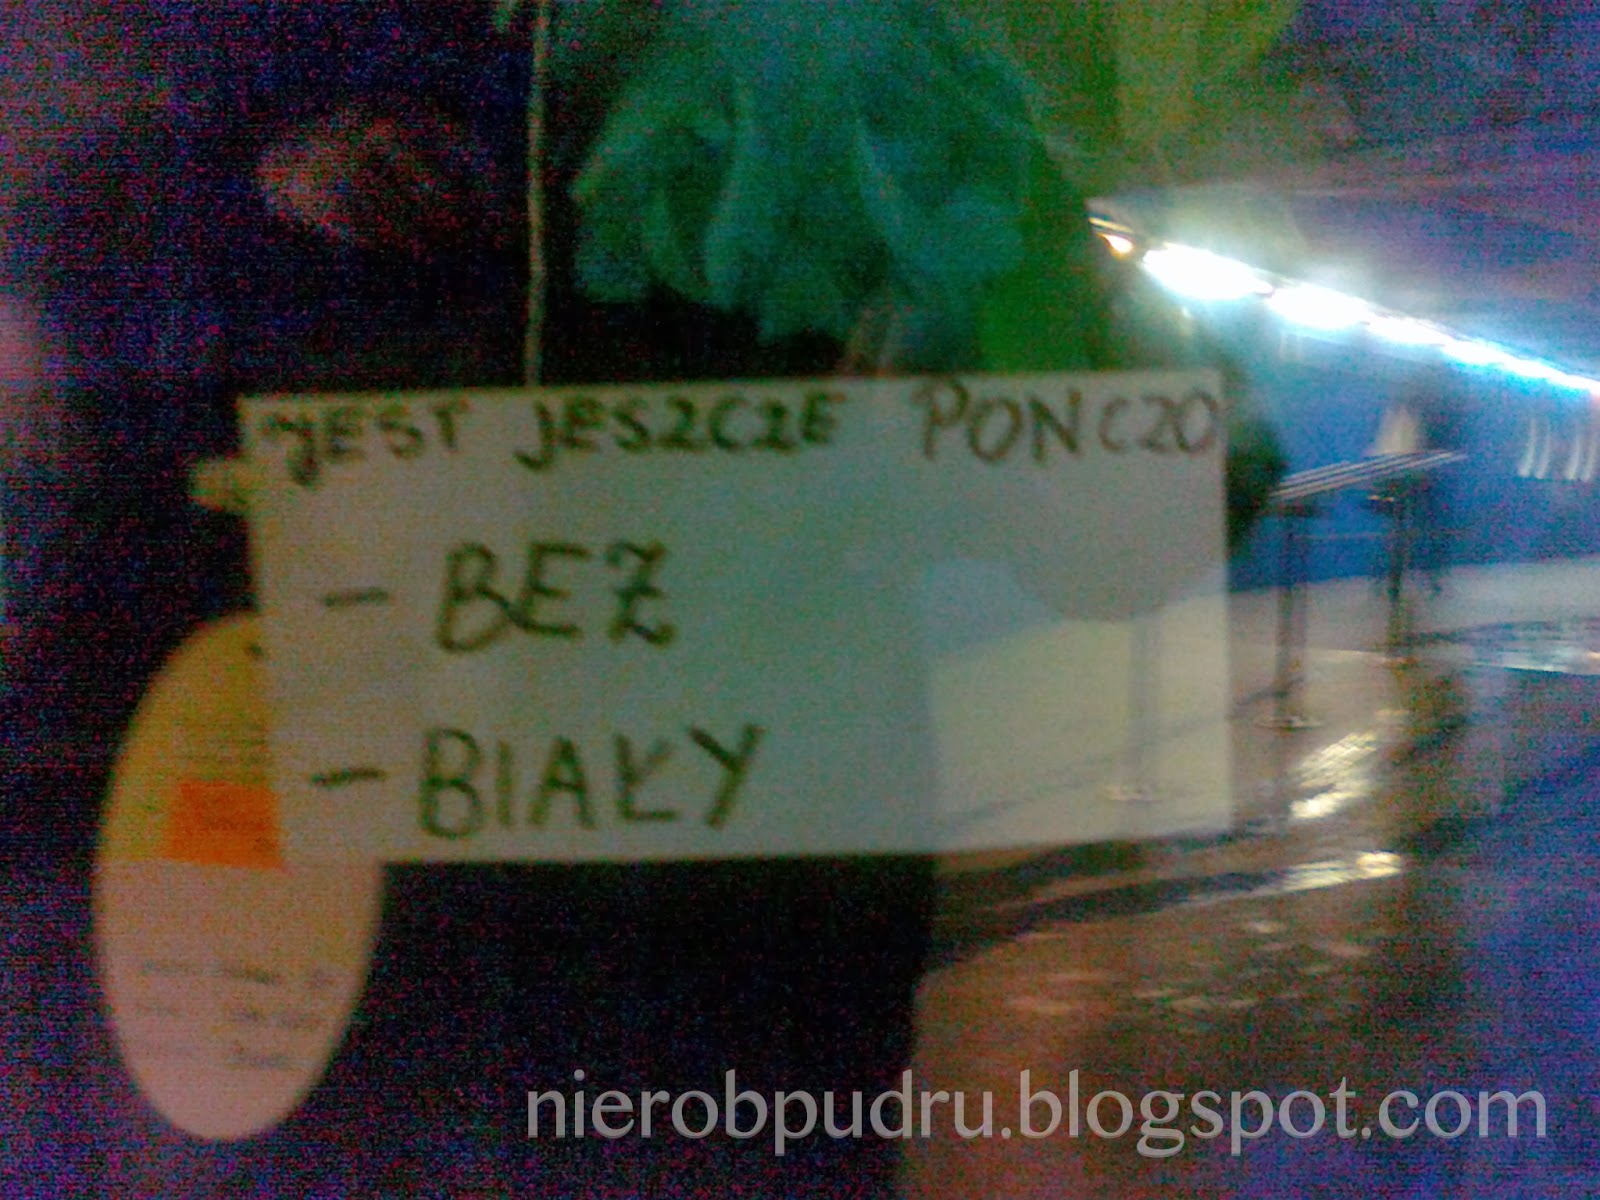 JEST JESZCZE PONCZO
- BEŻ
- BIAŁY
nierobpudru.blogspot.com